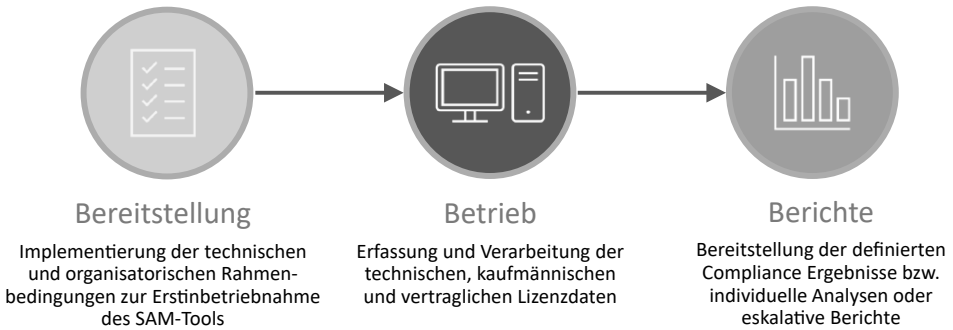 Bereitstellung
Implementierung der technischen
und organisatorischen Rahmen-
bedingungen zur Erstinbetriebnahme
des SAM-Tools
Betrieb
Erfassung und Verarbeitung der
technischen, kaufmännischen
und vertraglichen Lizenzdaten
Berichte
Bereitstellung der definierten
Compliance Ergebnisse bzw.
individuelle Analysen oder
eskalative Berichte